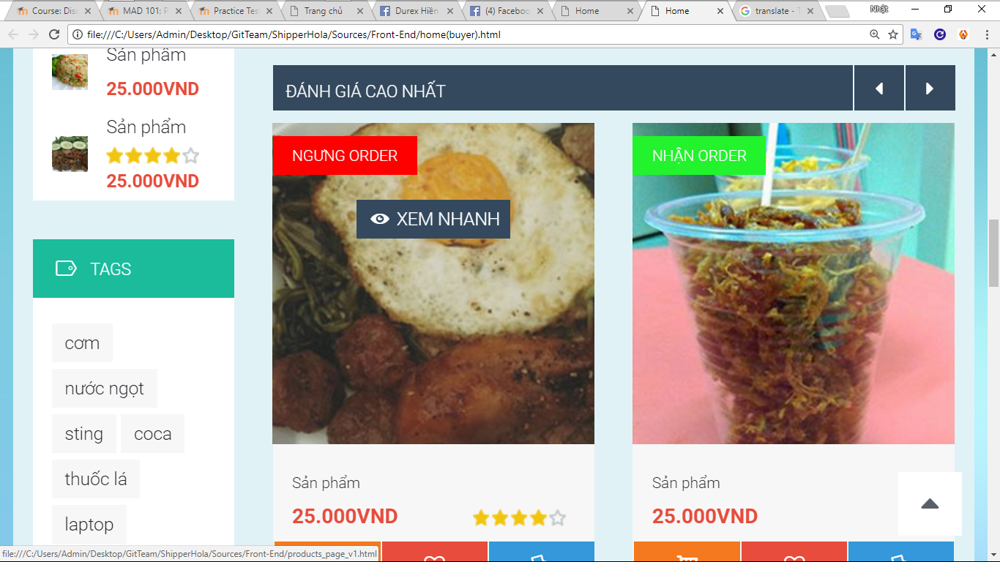 Course: Disc
MAD 101: P
Practice Tes
Trang chủ
Durex Hiền
(4) Faceboo
Home
Home
translate - T
Nhật
file:///C:/Users/Admin/Desktop/GitTeam/ShipperHola/Sources/Front-End/home(buyer).html
Sản phẩm
25.000VND
Sản phẩm
25.000VND
TAGS
cơm
nước ngọt
sting coca
thuốc lá
laptop
ĐÁNH GIÁ CAO NHẤT
NGƯNG ORDER
XEM NHANH
NHẬN ORDER
Sản phẩm
25.000VND
Sản phẩm
25.000VND
file:///C:/Users/Admin/Desktop/GitTeam/ShipperHola/Sources/Front-End/products_page_v1.html